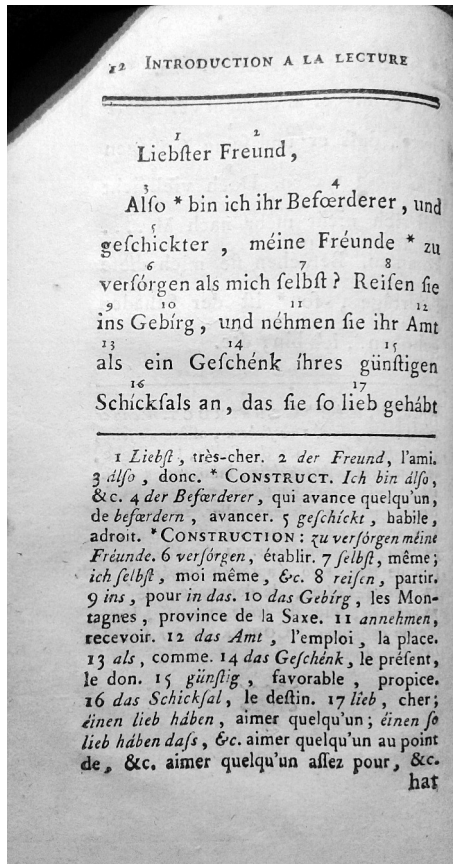 12 INTRODUCTION A LA LECTURE
1 2
Liebſter Freund,
3 4
Alſo * bin ich ihr Befœrderer, und
5
geſchickter, méine Fréunde * zu
6 7 8
verſórgen als mich ſelbſt? Reiſen ſie
9 10 11 12
ins Gebírg, und néhmen ſie ihr Amt
13 14 15
als ein Geſchénk íhres günſtigen
16 17
Schíckſals an, das ſie ſo lieb gehábt
1 Liebſt, très-cher. 2 der Freund, l'ami.
3 álſo, donc. * CONSTRUCT. Ich bin álſo,
&c. 4 der Befœrderer, qui avance quelqu'un,
de befœrdern, avancer. 5 geſchíckt, habile,
adroit. * CONSTRUCTION: zu verſórgen méine
Fréunde. 6 verſórgen, établir. 7 ſelbſt, même;
ich ſelbſt, moi même, &c. 8 reiſen, partir.
9 ins, pour in das. 10 das Gebírg, les Mon-
tagnes, province de la Saxe. 11 annehmen,
recevoir. 12 das Amt, l'emploi, la place.
13 als, comme. 14 das Geſchénk, le préſent,
le don. 15 günſtig, favorable, propice.
16 das Schickſal, le deſtin. 17 lieb, cher;
éinen lieb háben, aimer quelqu'un; éinen ſo
lieb háben daſs, &c. aimer quelqu'un au point
de, &c. aimer quelqu'un aſſez pour, &c.
hat